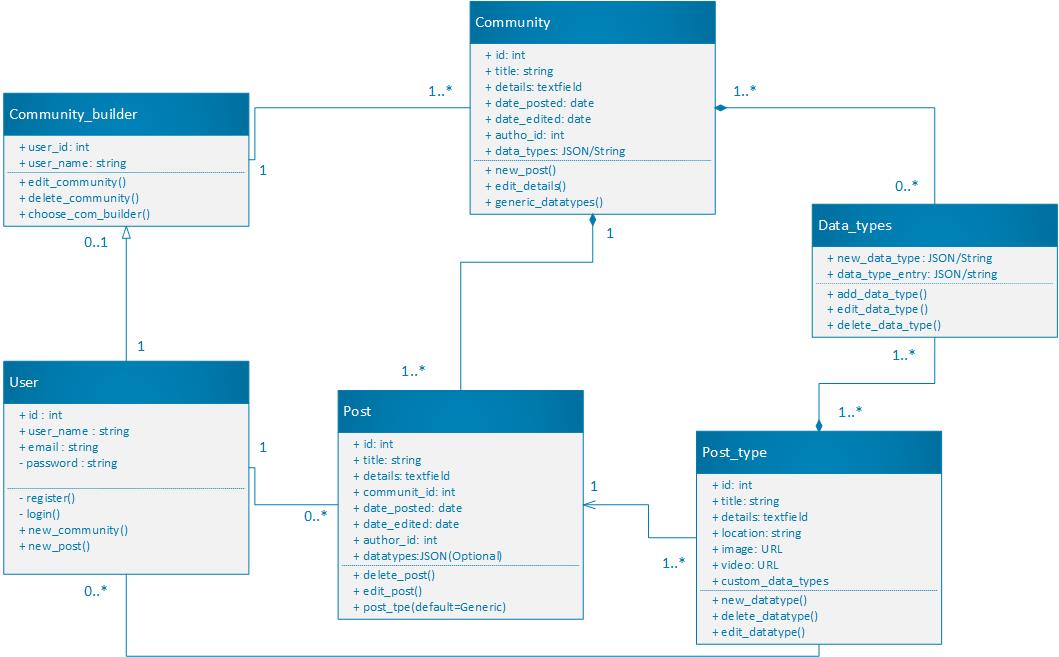 Community
+ id: int
+ title: string
+ details: textfield
+ date_posted: date
+ date_edited: date
+ autho_id: int
+ data_types: JSON/String
+ new_post()
+ edit_details()
+ generic_datatypes()
1..*
1..*
Community_builder
+ user_id: int
+ user_name: string
+ edit_community()
+ delete_community()
+ choose_com_builder()
1
0..*
0..1
1
Data_types
+ new_data_type: JSON/String
+ data_type_entry: JSON/string
+ add_data_type()
+ edit_data_type()
+ delete_data_type()
1
1..*
1..*
1..*
User
+ id : int
+ user_name : string
+ email : string
- password : string
- register()
- login()
+ new_community()
+ new_post()
1
0..*
0..*
Post
+ id: int
+ title: string
+ details: textfield
+ communit_id: int
+ date_posted: date
+ date_edited: date
+ author_id: int
+ datatypes:JSON(Optional)
+ delete_post()
+ edit_post()
+ post_tpe(default=Generic)
1
1..*
Post_type
+ id: int
+ title: string
+ details: textfield
+ location: string
+ image: URL
+ video: URL
+ custom_data_types
+ new_datatype()
+ delete_datatype()
+ edit_datatype()